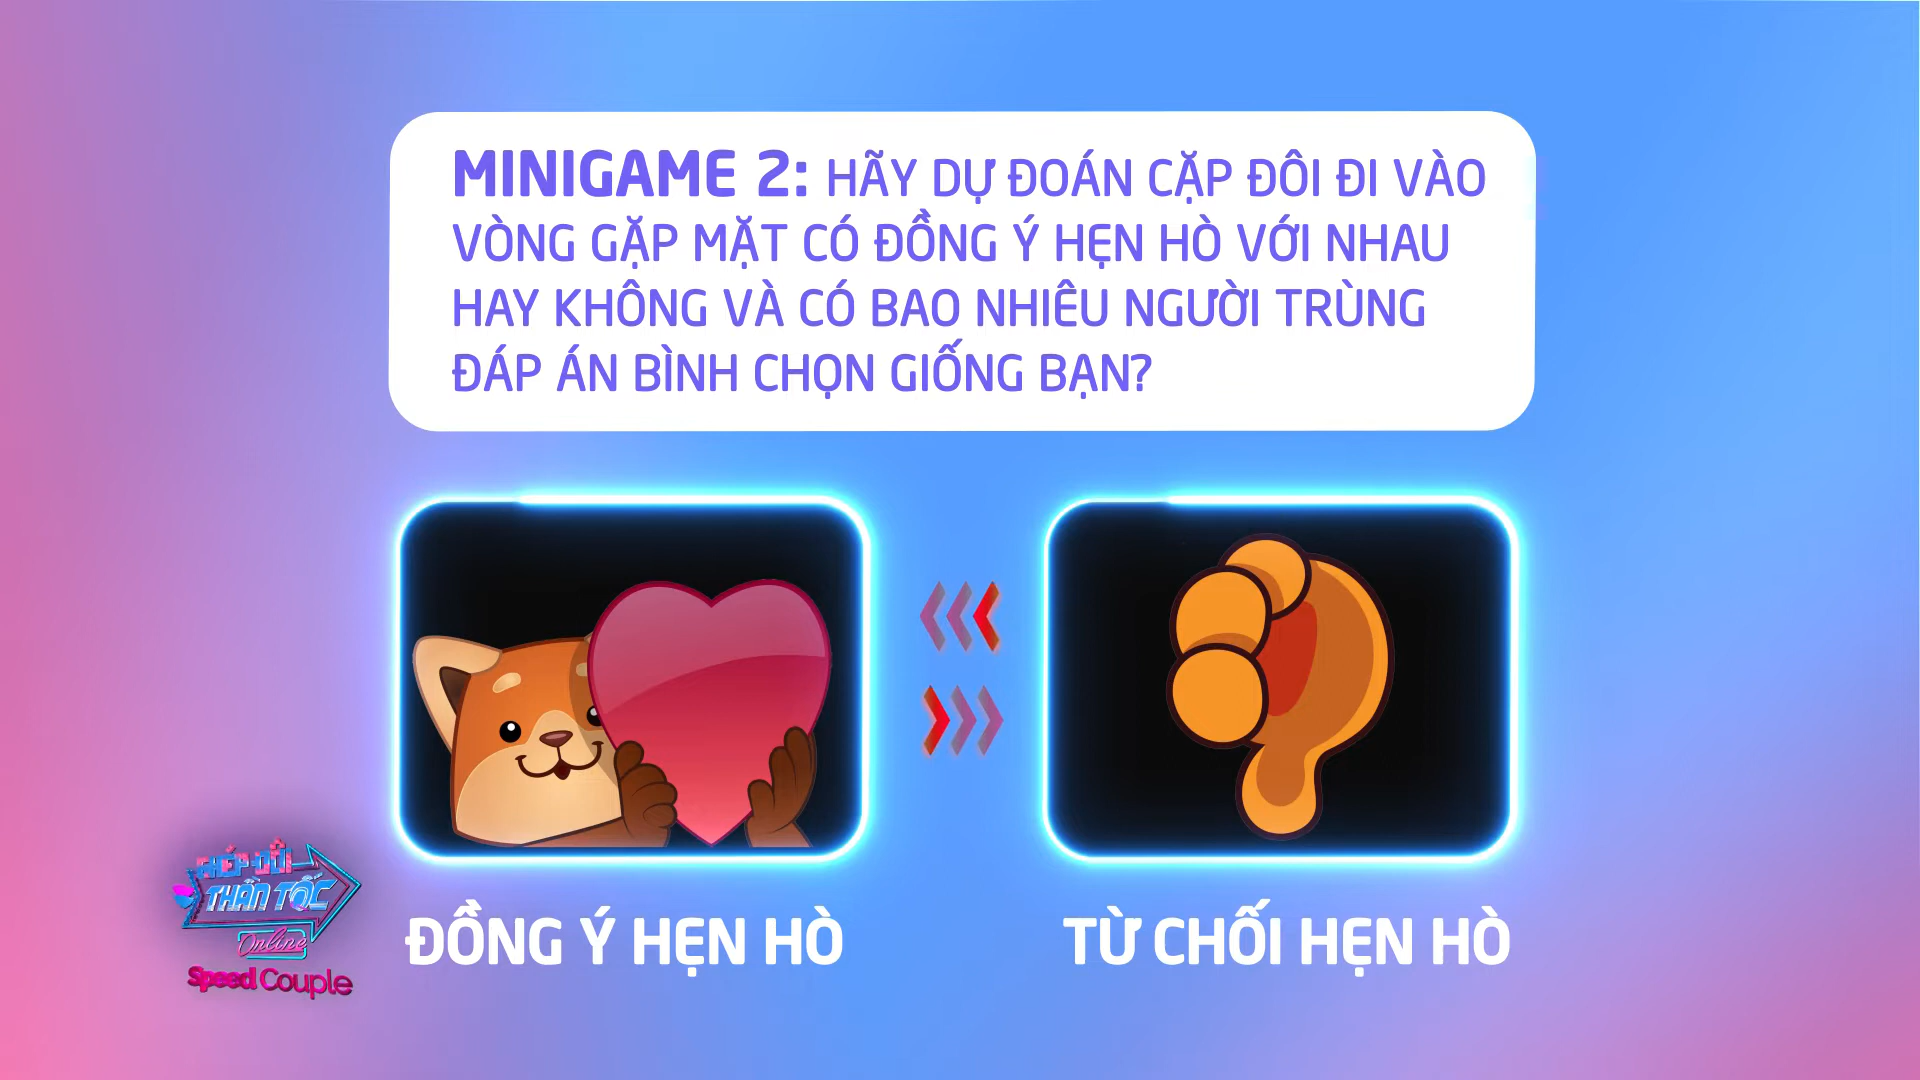 MINIGAME 2: HÃY DỰ ĐOÁN CẶP ĐÔI ĐI VÀO
VÒNG GẶP MẶT CÓ ĐỒNG Ý HẸN HÒ VỚI NHAU
HAY KHÔNG VÀ CÓ BAO NHIÊU NGƯỜI TRÙNG
ĐÁP ÁN BÌNH CHỌN GIỐNG BẠN?
ĐỒNG Ý HẸN HÒ
TỪ CHỐI HẸN HÒ
GHÉP ĐÔI
THẦN TỐC
Online
Speed Couple